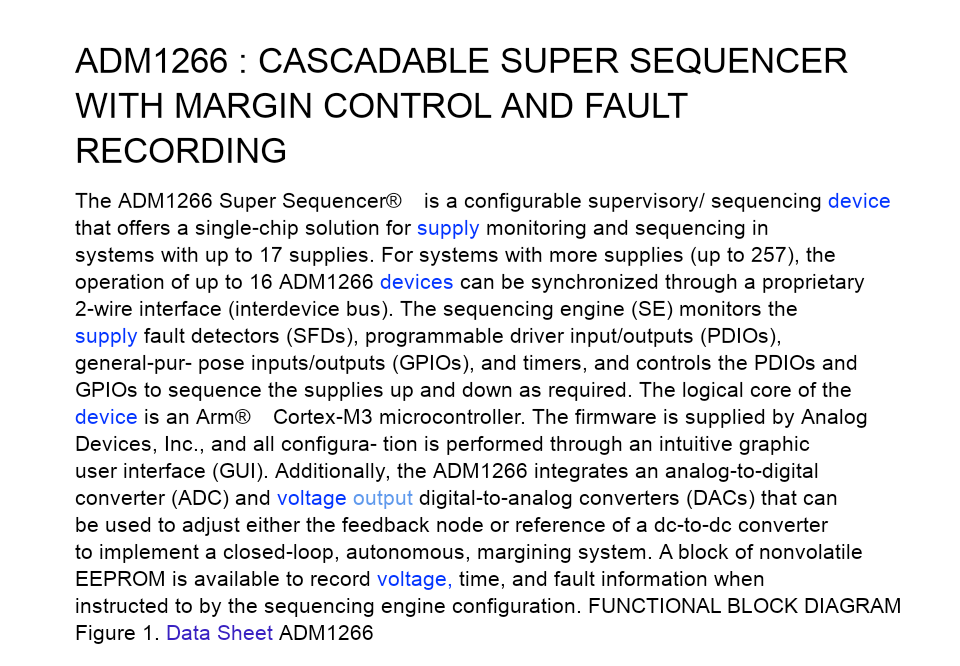 ADM1266 : CASCADABLE SUPER SEQUENCER
WITH MARGIN CONTROL AND FAULT
RECORDING
The ADM1266 Super Sequencer® is a configurable supervisory/ sequencing device
that offers a single-chip solution for supply monitoring and sequencing in
systems with up to 17 supplies. For systems with more supplies (up to 257), the
operation of up to 16 ADM1266 devices can be synchronized through a proprietary
2-wire interface (interdevice bus). The sequencing engine (SE) monitors the
supply fault detectors (SFDs), programmable driver input/outputs (PDIOs),
general-pur- pose inputs/outputs (GPIOs), and timers, and controls the PDIOs and
GPIOs to sequence the supplies up and down as required. The logical core of the
device is an Arm® Cortex-M3 microcontroller. The firmware is supplied by Analog
Devices, Inc., and all configura- tion is performed through an intuitive graphic
user interface (GUI). Additionally, the ADM1266 integrates an analog-to-digital
converter (ADC) and voltage output digital-to-analog converters (DACs) that can
be used to adjust either the feedback node or reference of a dc-to-dc converter
to implement a closed-loop, autonomous, margining system. A block of nonvolatile
EEPROM is available to record voltage, time, and fault information when
instructed to by the sequencing engine configuration. FUNCTIONAL BLOCK DIAGRAM
Figure 1. Data Sheet ADM1266